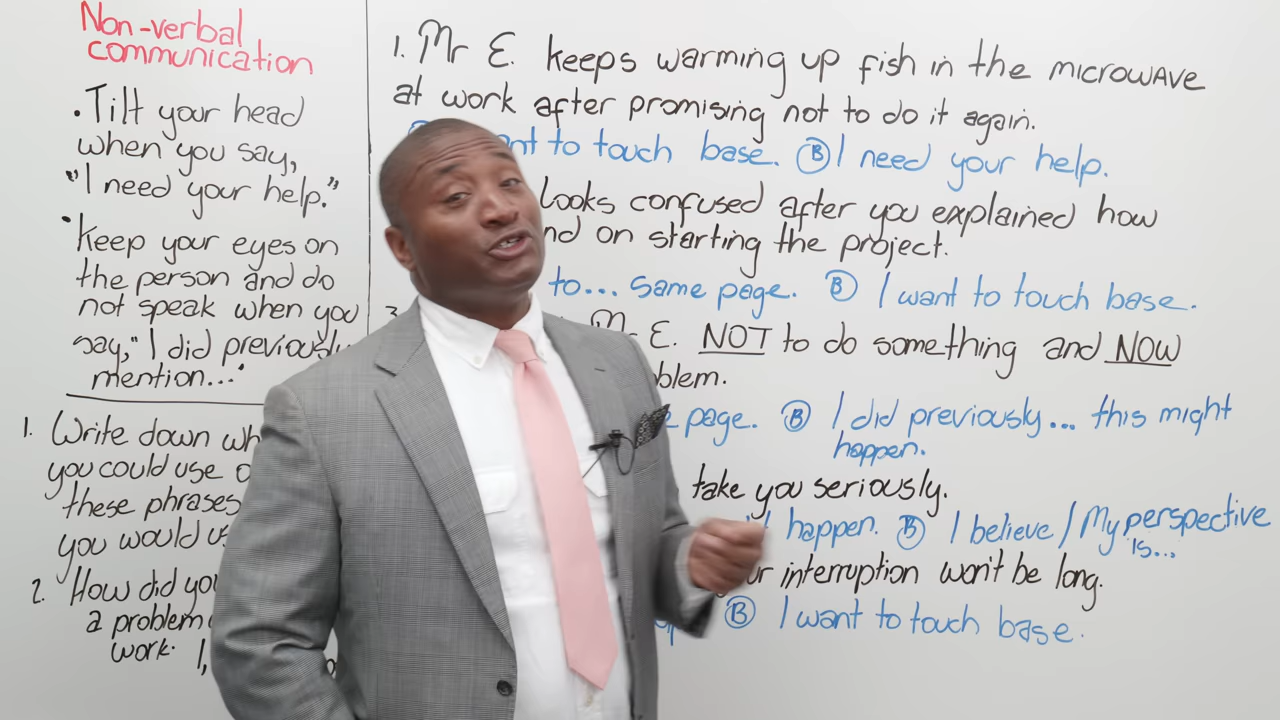 Non-verbal
communication
• Tilt your head
when you say,
"I need your help."
• Keep your eyes on
the person and do
not speak when you
say, "I did previously
mention..."
1. Write down
you could use
these phrases
you would
2. How did you
a problem
work. I,
1. Mr E. keeps warming up fish in the microwave
at work after promising not to do it again.
to touch base. Ⓑ I need your help.
looks confused after you explained how
on starting the project.
to... same page. Ⓑ I want to touch base.
3. Mr E. NOT to do something and NOW
page. Ⓑ I did previously... this might
happen.
take you seriously.
happen. Ⓑ I believe / My perspective
is...
interruption won't be long.
Ⓑ I want to touch base.